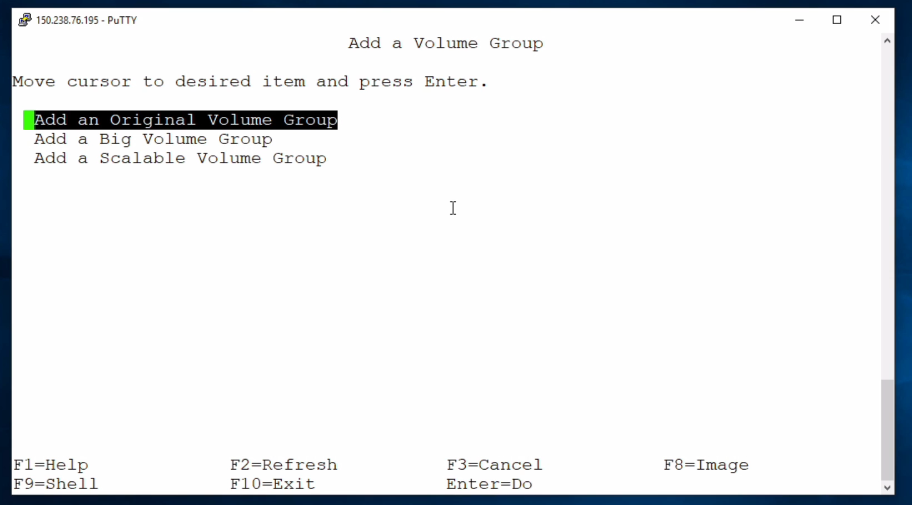 150.238.76.195 - PuTTY
Add a Volume Group
Move cursor to desired item and press Enter.
Add an Original Volume Group
Add a Big Volume Group
Add a Scalable Volume Group
F1=Help F2=Refresh F3=Cancel F8=Image
F9=Shell F10=Exit Enter=Do